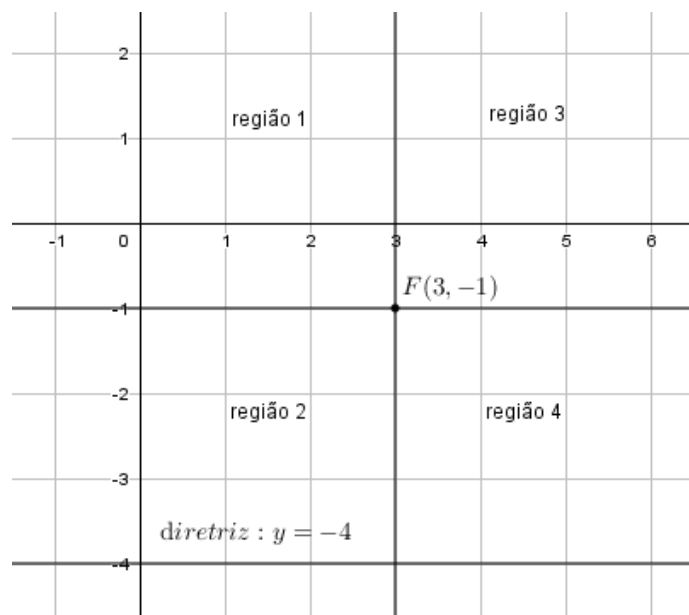 2
região 1
região 3
1
-1 0 1 2 3 4 5 6
F(3, −1)
-1
-2
região 2
região 4
-3
diretriz : y = −4
-4